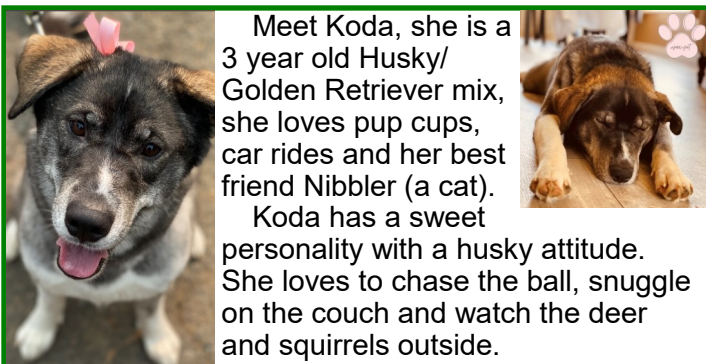 Meet Koda, she is a
3 year old Husky/
Golden Retriever mix,
she loves pup cups,
car rides and her best
friend Nibbler (a cat).
Koda has a sweet
personality with a husky attitude.
She loves to chase the ball, snuggle
on the couch and watch the deer
and squirrels outside.